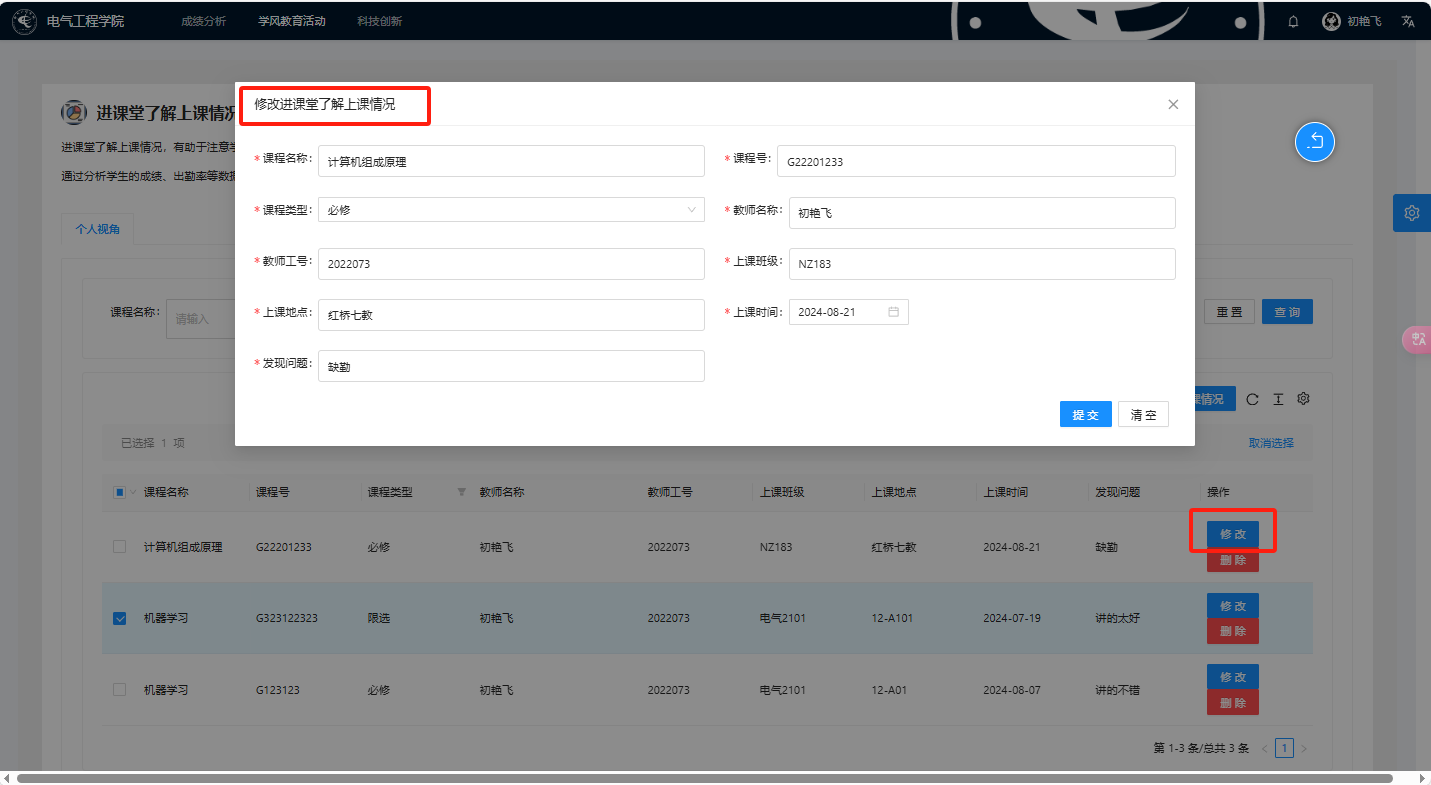 电气工程学院 成绩分析 学风教育活动 科技创新 初艳飞
修改进课堂了解上课情况
进课堂了解上课情况
进课堂了解上课情况，有助于注意
通过分析学生的成绩、出勤率等数据
个人视角
* 课程名称: 计算机组成原理 * 课程号: G22201233
* 课程类型: 必修 * 教师名称: 初艳飞
* 教师工号: 2022073 * 上课班级: NZ183
* 上课地点: 红桥七教 * 上课时间: 2024-08-21
* 发现问题: 缺勤
提 交 清 空
课程名称: 请输入 重 置 查 询
情况
已选择 1 项 取消选择
课程名称 课程号 课程类型 教师名称 教师工号 上课班级 上课地点 上课时间 发现问题 操作
计算机组成原理 G22201233 必修 初艳飞 2022073 NZ183 红桥七教 2024-08-21 缺勤 修 改
删 除
机器学习 G323122323 限选 初艳飞 2022073 电气2101 12-A101 2024-07-19 讲的太好 修 改
删 除
机器学习 G123123 必修 初艳飞 2022073 电气2101 12-A01 2024-08-07 讲的不错 修 改
删 除
第 1-3 条/总共 3 条 < 1 >